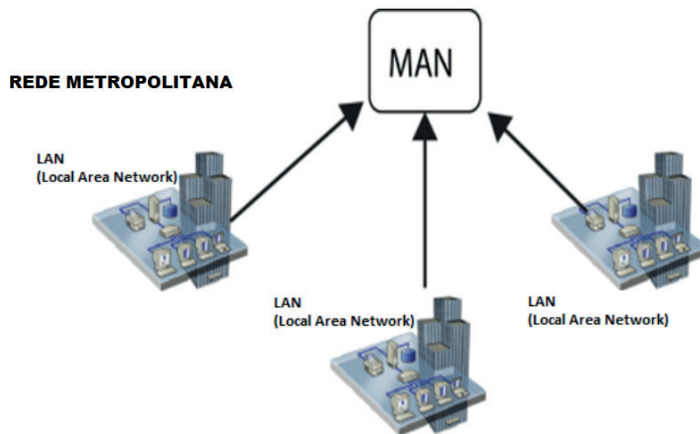 MAN
REDE METROPOLITANA
LAN
(Local Area Network)
LAN
(Local Area Network)
LAN
(Local Area Network)